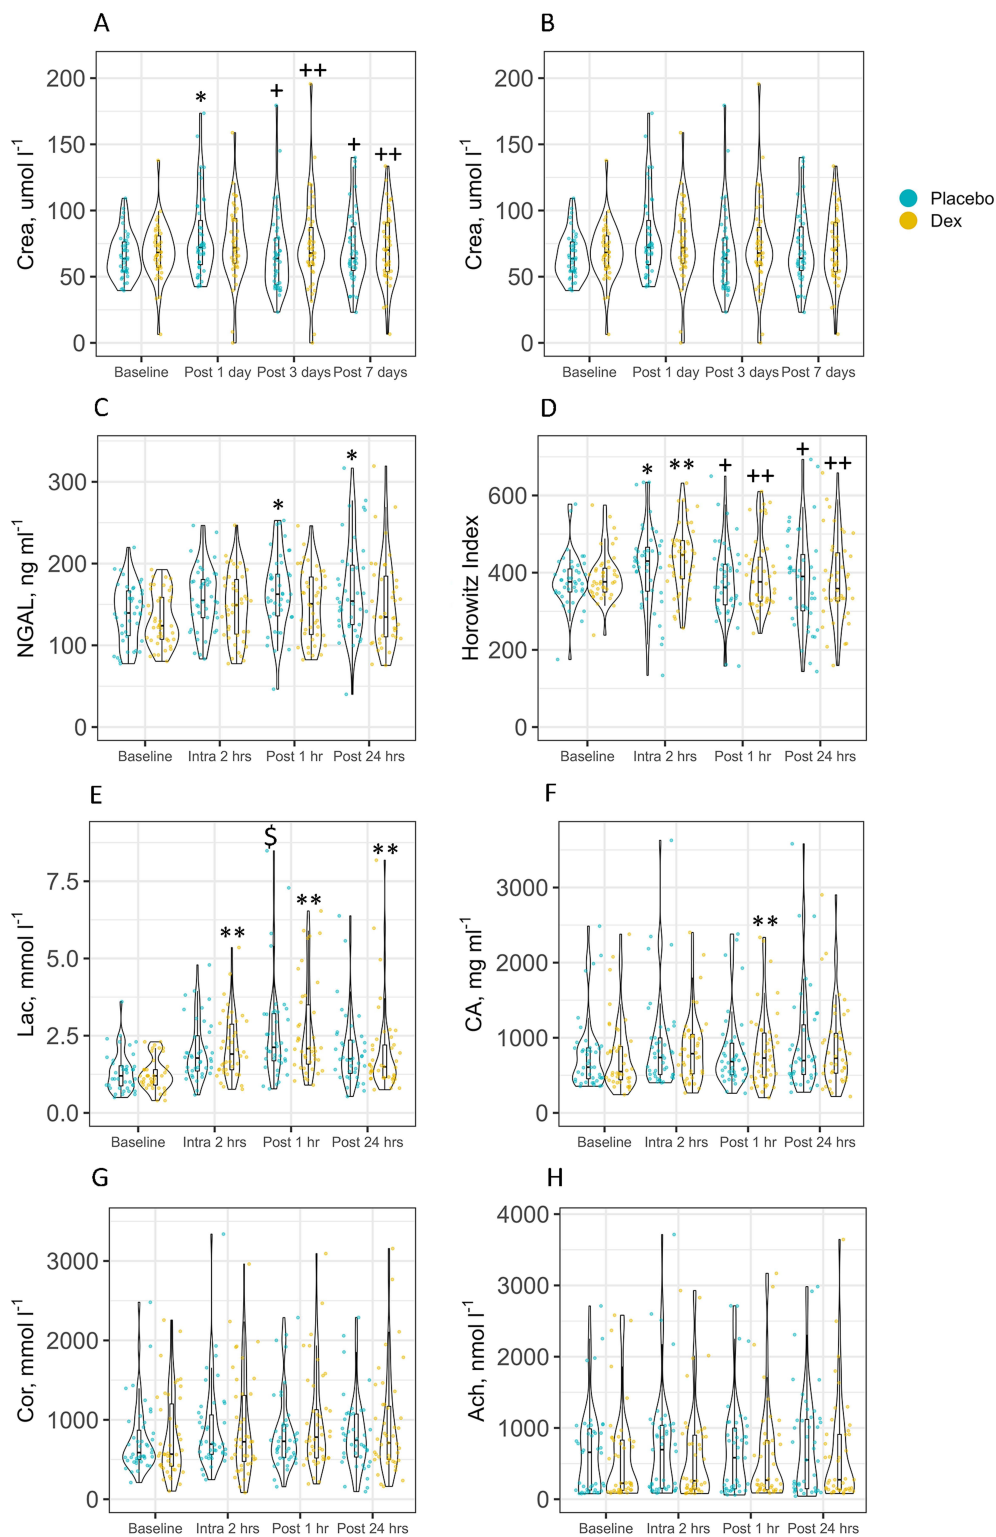 A
B
++
*
+
+
++
200
150
100
50
0
Crea, umol l-1
Baseline
Post 1 day
Post 3 days
Post 7 days
200
150
100
50
0
Crea, umol l-1
Baseline
Post 1 day
Post 3 days
Post 7 days
Placebo
Dex
C
D
*
*
300
200
100
0
NGAL, ng ml-1
Baseline
Intra 2 hrs
Post 1 hr
Post 24 hrs
*
**
+
++
+
++
600
400
200
0
Horowitz Index
Baseline
Intra 2 hrs
Post 1 hr
Post 24 hrs
E
F
$
**
**
**
7.5
5.0
2.5
0.0
Lac, mmol l-1
Baseline
Intra 2 hrs
Post 1 hr
Post 24 hrs
**
3000
2000
1000
0
CA, mg ml-1
Baseline
Intra 2 hrs
Post 1 hr
Post 24 hrs
G
H
3000
2000
1000
0
Cor, mmol l-1
Baseline
Intra 2 hrs
Post 1 hr
Post 24 hrs
4000
3000
2000
1000
0
Ach, nmol l-1
Baseline
Intra 2 hrs
Post 1 hr
Post 24 hrs